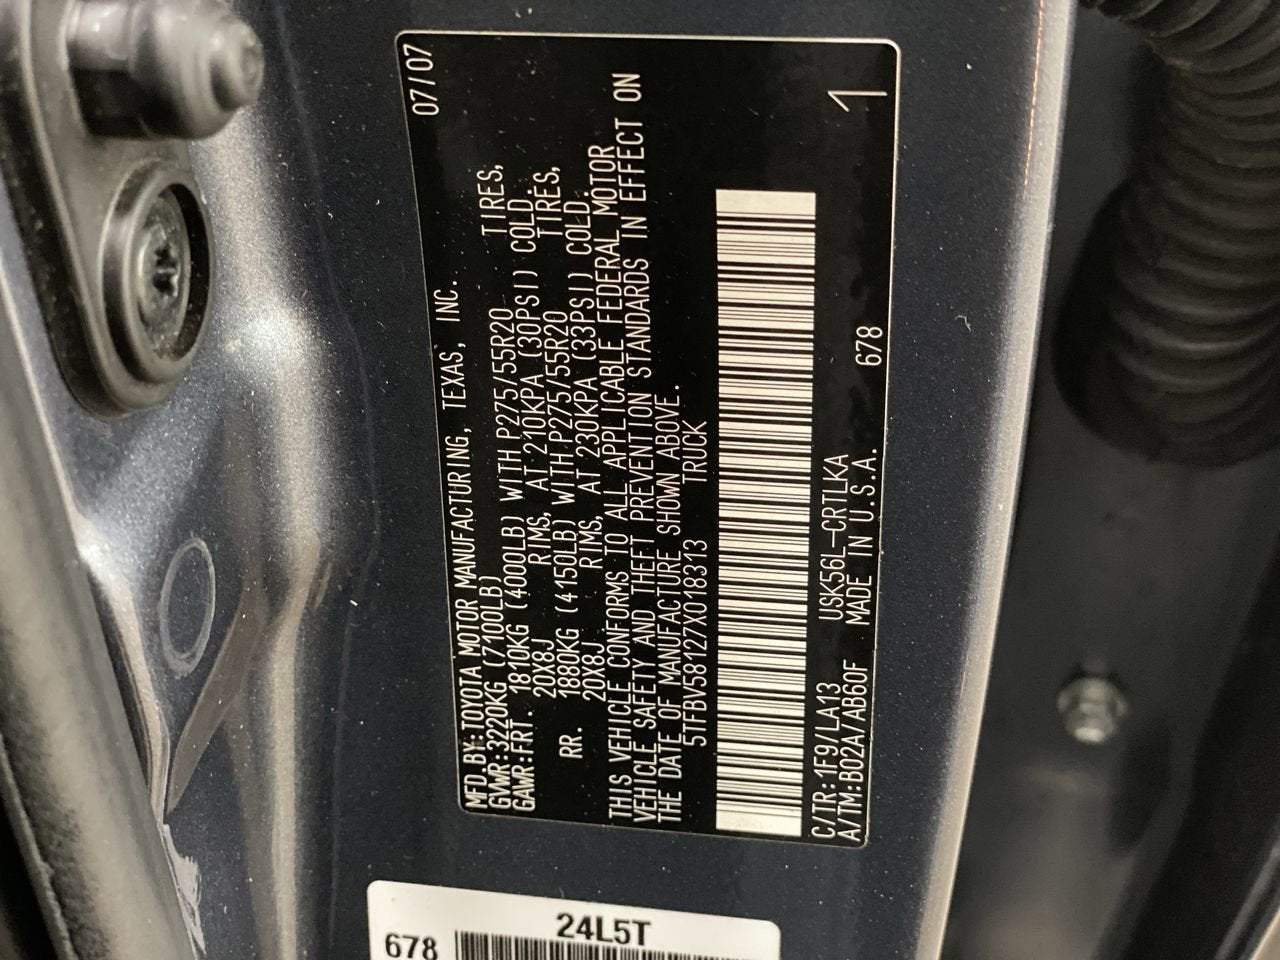 MFD.BY:TOYOTA MOTOR MANUFACTURING, TEXAS, INC. 07/07
GVWR:3220KG (7100LB)
GAWR:FRT. 1810KG (4000LB) WITH P275/55R20 TIRES,
20X8J RIMS, AT 210KPA (30PSI) COLD.
RR. 1880KG (4150LB) WITH P275/55R20 TIRES,
20X8J RIMS, AT 230KPA (33PSI) COLD.
THIS VEHICLE CONFORMS TO ALL APPLICABLE FEDERAL MOTOR
VEHICLE SAFETY AND THEFT PREVENTION STANDARDS IN EFFECT ON
THE DATE OF MANUFACTURE SHOWN ABOVE.
5TFBV58127X018313 TRUCK
C/TR:1F9/LA13 USK56L-CRTLKA
A/TM:B02A/AB60F MADE IN U.S.A. 678
1
24L5T
678